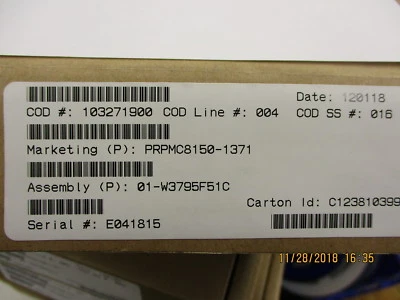 Date: 120118
COD #: 103271900 COD Line #: 004 COD SS #: 016
Marketing (P): PRPMC8150-1371
Assembly (P): 01-W3795F51C
Carton Id: C123810399
Serial #: E041815
11/28/2018 16:35